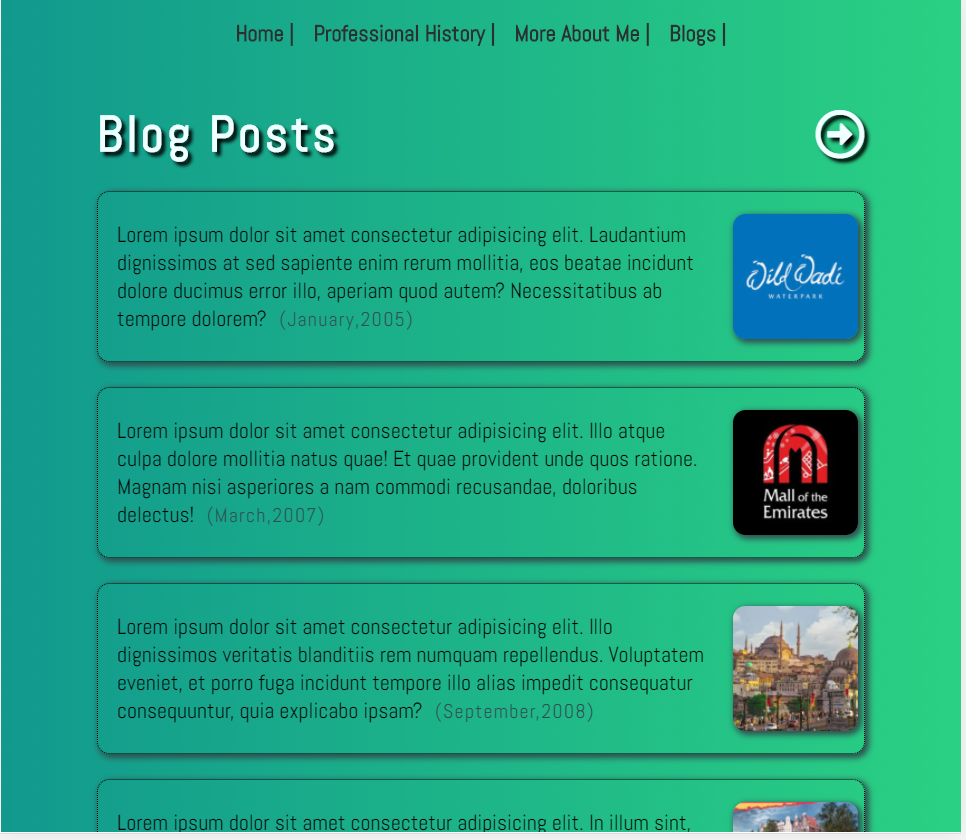 Home |   Professional History |   More About Me |   Blogs |
Blog Posts
Lorem ipsum dolor sit amet consectetur adipisicing elit. Laudantium
dignissimos at sed sapiente enim rerum mollitia, eos beatae incidunt
dolore ducimus error illo, aperiam quod autem? Necessitatibus ab
tempore dolorem? (January,2005)
Wild Wadi
WATERPARK
Lorem ipsum dolor sit amet consectetur adipisicing elit. Illo atque
culpa dolore mollitia natus quae! Et quae provident unde quos ratione.
Magnam nisi asperiores a nam commodi recusandae, doloribus
delectus! (March,2007)
Mall of the
Emirates
Lorem ipsum dolor sit amet consectetur adipisicing elit. Illo
dignissimos veritatis blanditiis rem numquam repellendus. Voluptatem
eveniet, et porro fuga incidunt tempore illo alias impedit consequatur
consequuntur, quia explicabo ipsam? (September,2008)
Lorem ipsum dolor sit amet consectetur adipisicing elit. In illum sint,